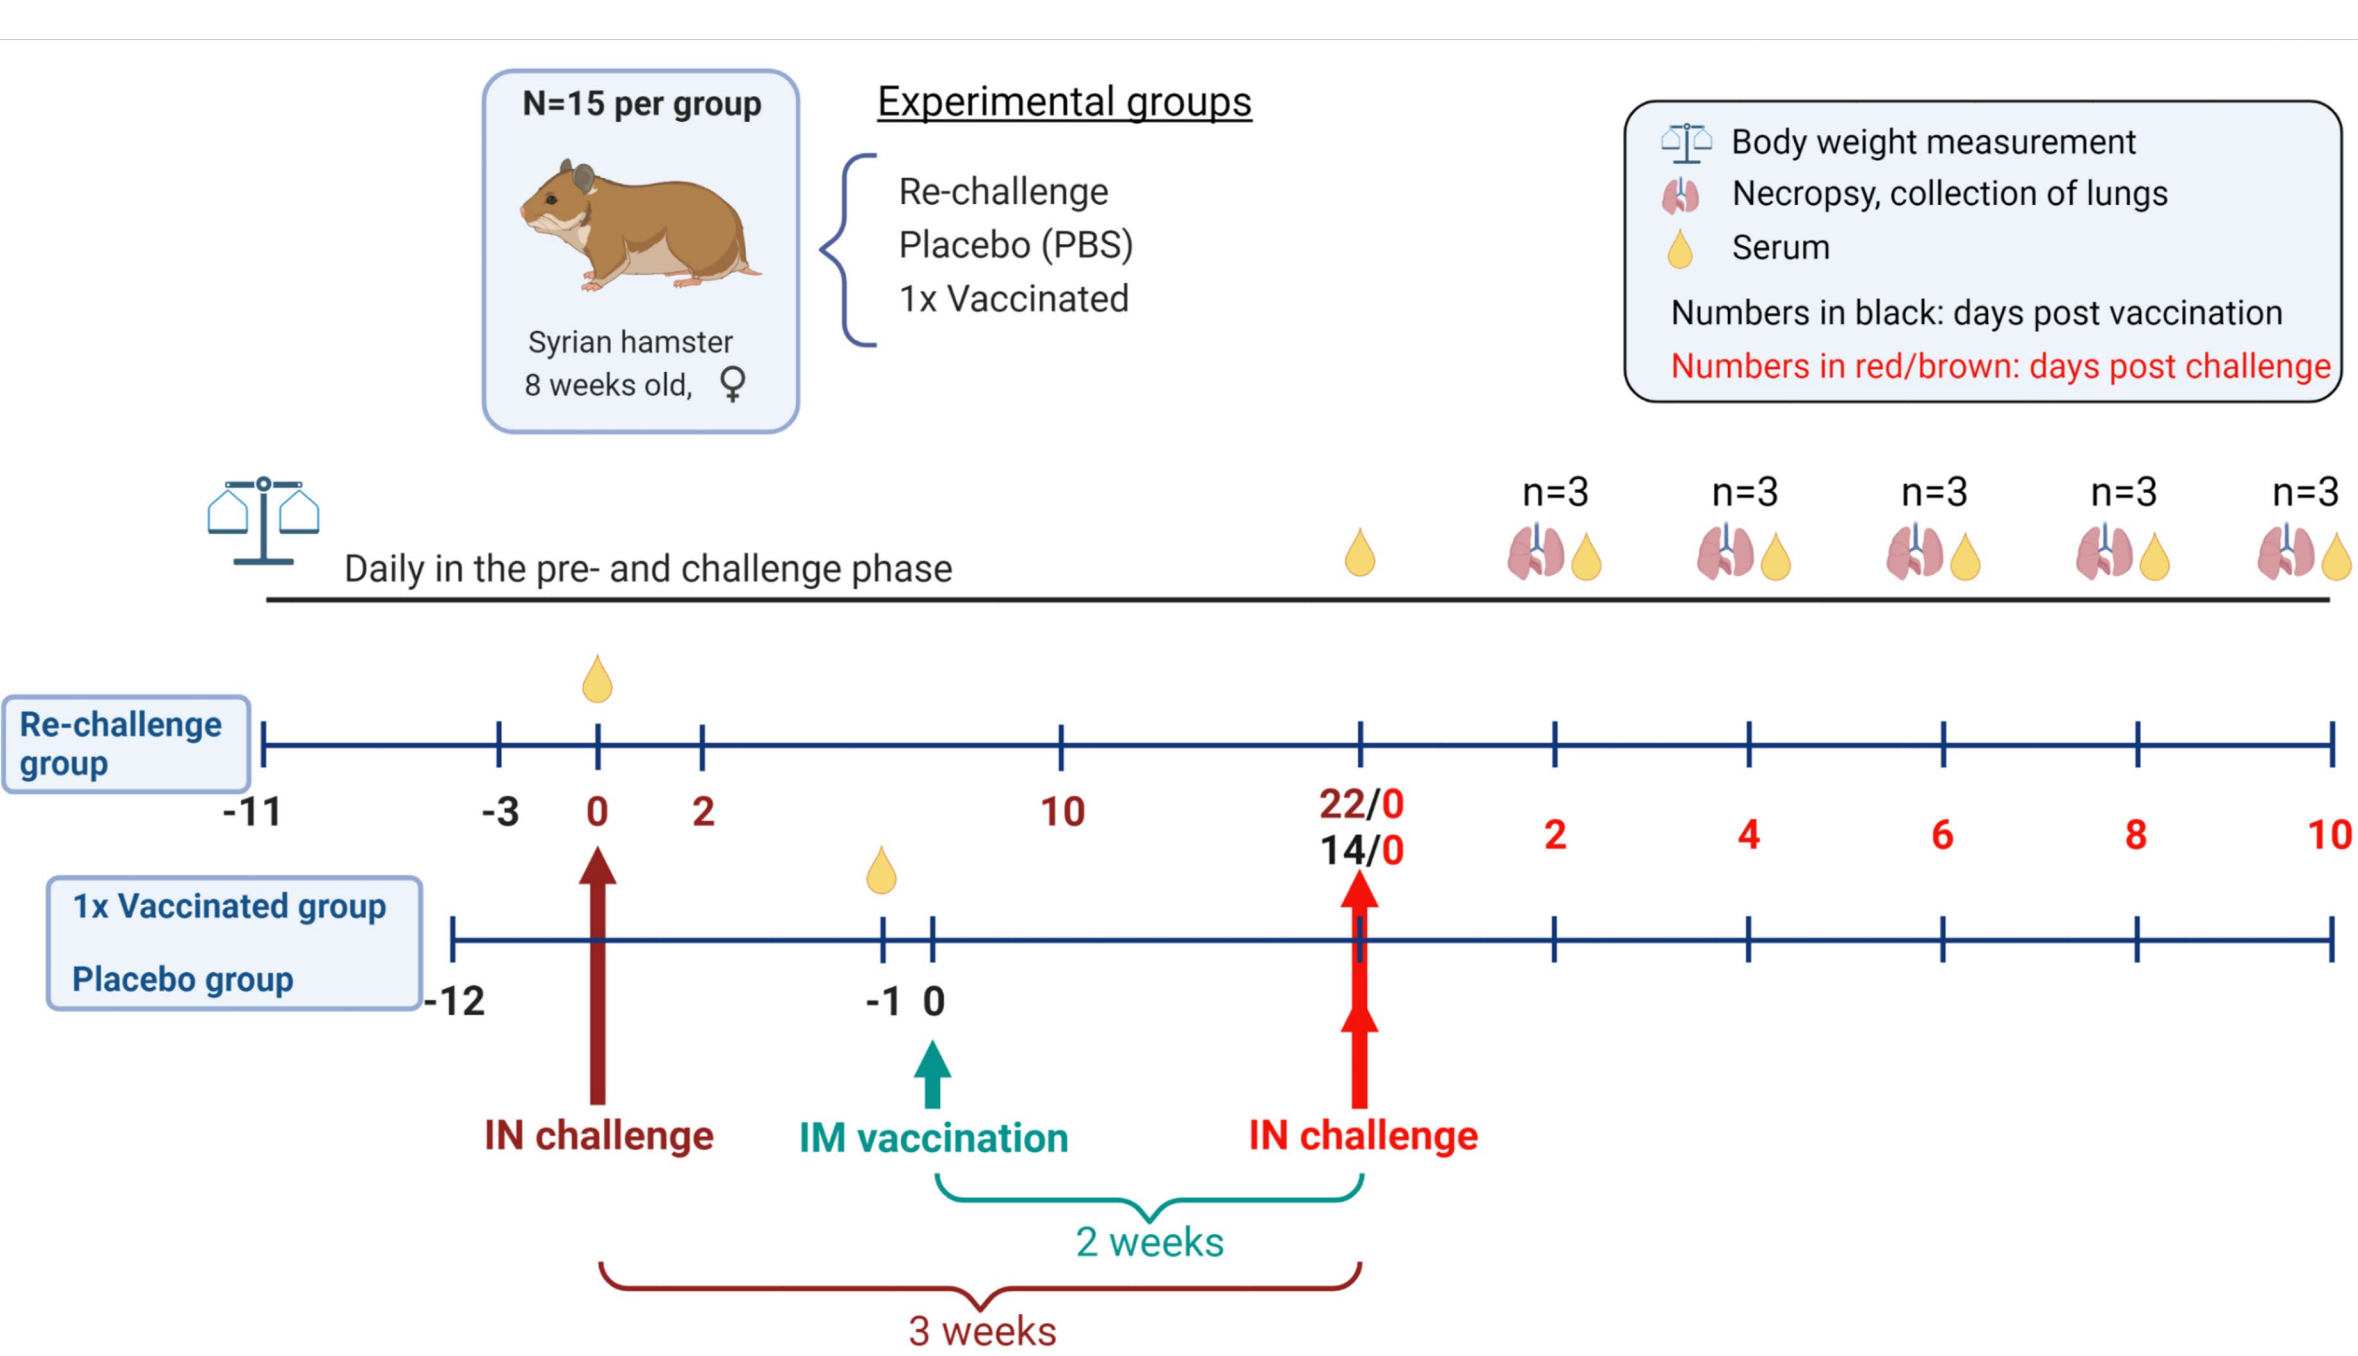 N=15 per group
Syrian hamster
8 weeks old, ♀
Experimental groups
Re-challenge
Placebo (PBS)
1x Vaccinated
Body weight measurement
Necropsy, collection of lungs
Serum
Numbers in black: days post vaccination
Numbers in red/brown: days post challenge
Daily in the pre- and challenge phase
n=3 n=3 n=3 n=3 n=3
Re-challenge
group
-11 -3 0 2 10 22/0 2 4 6 8 10
14/0
1x Vaccinated group
Placebo group
-12 -1 0
IN challenge IM vaccination IN challenge
2 weeks
3 weeks